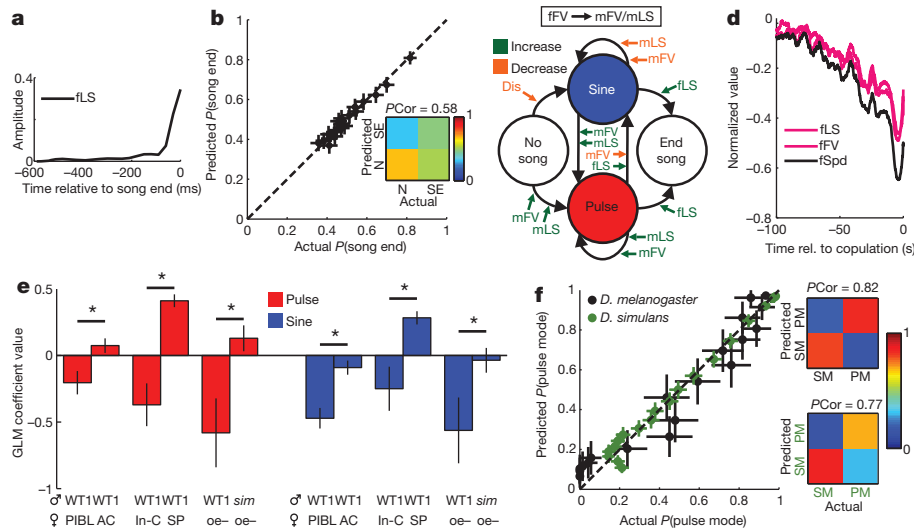 a
Amplitude
0.4
0
fLS
−600 −400 −200 0
Time relative to song end (ms)
b
Predicted P(song end)
1
0.8
0.6
0.4
0.2
0
0 0.2 0.4 0.6 0.8 1
Actual P(song end)
PCor = 0.58
Predicted
SE
N
N SE
Actual
1
0
fFV mFV/mLS
Increase
Decrease
mLS
mFV
Dis
fLS
Sine
No song
End song
mFV
mLS
mFV
fLS
Pulse
mFV
mLS
fLS
mLS
mFV
d
Normalized value
0
−0.2
−0.4
−0.6
−0.8
fLS
fFV
fSpd
−100 −50 0
Time rel. to copulation (s)
e
GLM coefficient value
0.5
0
−0.5
−1
* * * * * *
Pulse
Sine
♂ WT1 WT1 WT1 WT1 WT1 sim WT1 WT1 WT1 WT1 WT1 sim
♀ PIBL AC In-C SP oe− oe− PIBL AC In-C SP oe− oe−
f
Predicted P(pulse mode)
1
0.8
0.6
0.4
0.2
0
D. melanogaster
D. simulans
0 0.2 0.4 0.6 0.8 1
Actual P(pulse mode)
PCor = 0.82
Predicted
PM
SM
SM PM
PCor = 0.77
Predicted
PM
SM
SM PM
Actual
1
0